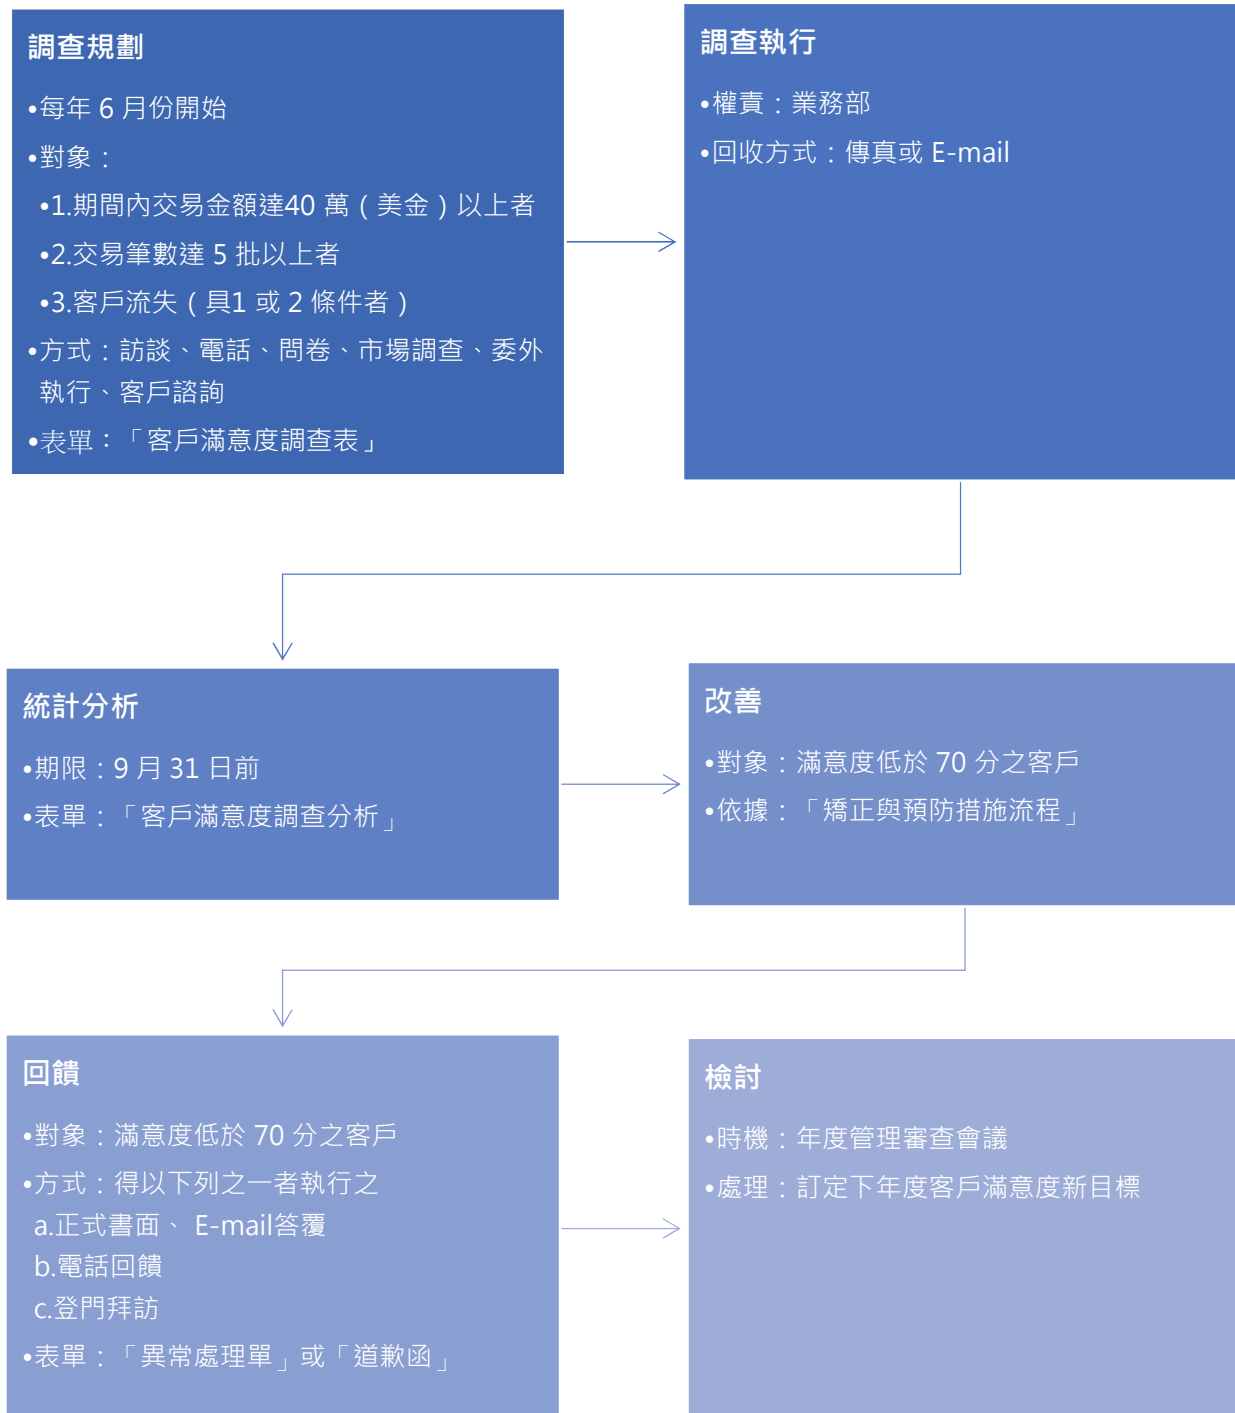 調查規劃
•每年 6 月份開始
•對象：
•1.期間內交易金額達40 萬（美金）以上者
•2.交易筆數達 5 批以上者
•3.客戶流失（具1 或 2 條件者）
•方式：訪談、電話、問卷、市場調查、委外
執行、客戶諮詢
•表單：「客戶滿意度調查表」
調查執行
•權責：業務部
•回收方式：傳真或 E-mail
統計分析
•期限：9 月 31 日前
•表單：「客戶滿意度調查分析」
改善
•對象：滿意度低於 70 分之客戶
•依據：「矯正與預防措施流程」
回饋
•對象：滿意度低於 70 分之客戶
•方式：得以下列之一者執行之
a.正式書面、 E-mail答覆
b.電話回饋
c.登門拜訪
•表單：「異常處理單」或「道歉函」
檢討
•時機：年度管理審查會議
•處理：訂定下年度客戶滿意度新目標